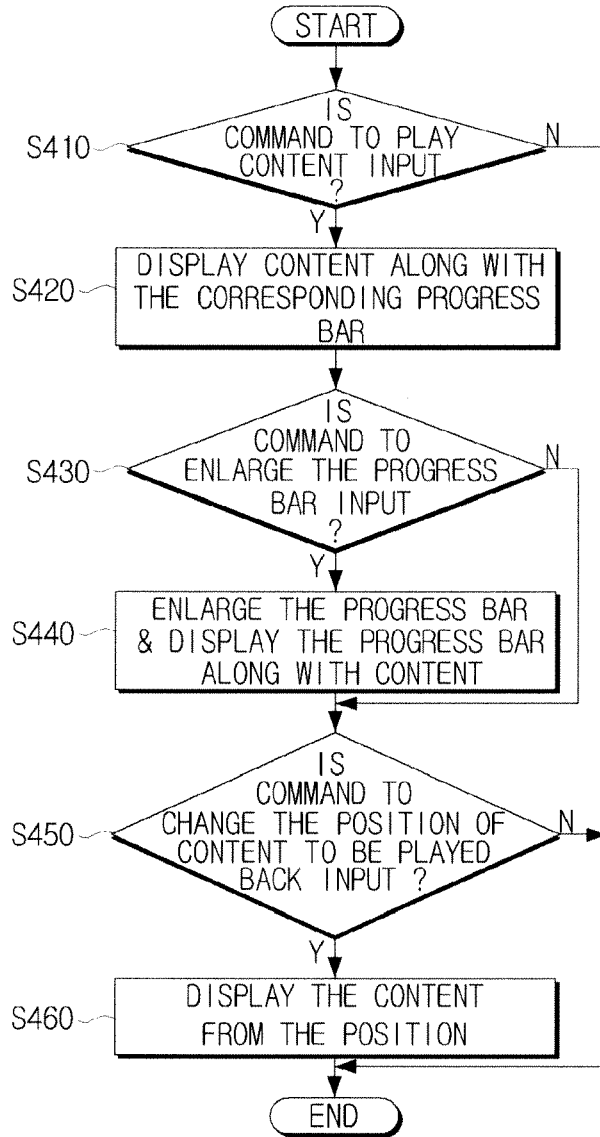 START
S410
IS
COMMAND TO PLAY
CONTENT INPUT
?
N
Y
S420
DISPLAY CONTENT ALONG WITH
THE CORRESPONDING PROGRESS
BAR
S430
IS
COMMAND TO
ENLARGE THE PROGRESS
BAR INPUT
?
N
Y
S440
ENLARGE THE PROGRESS BAR
& DISPLAY THE PROGRESS BAR
ALONG WITH CONTENT
S450
IS
COMMAND TO
CHANGE THE POSITION OF
CONTENT TO BE PLAYED
BACK INPUT ?
N
Y
S460
DISPLAY THE CONTENT
FROM THE POSITION
END